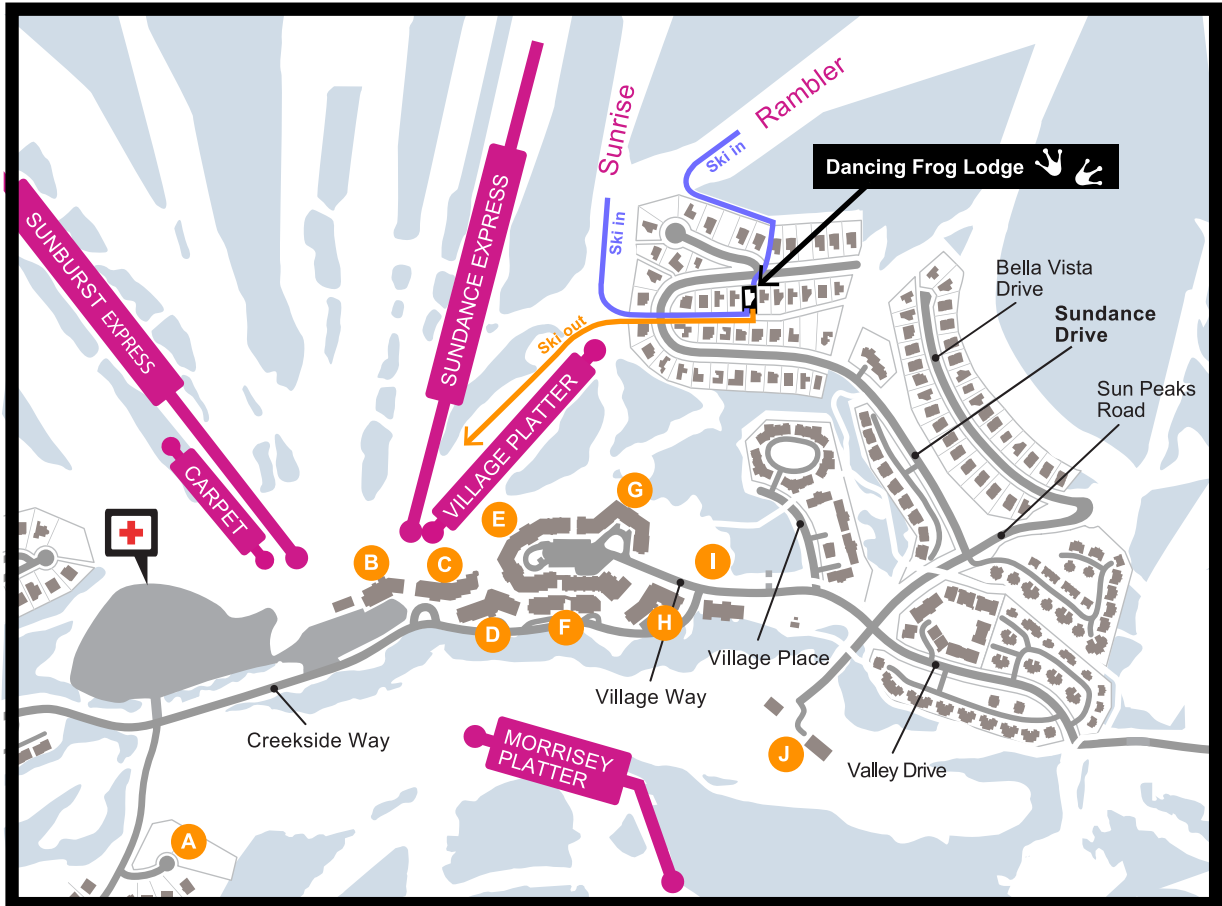 Sunrise
Rambler
Ski in
Ski in
Dancing Frog Lodge
SUNBURST EXPRESS
SUNDANCE EXPRESS
Bella Vista
Drive
Sundance
Drive
Ski out
Sun Peaks
Road
VILLAGE PLATTER
CARPET
G
E
B
C
I
D
F
H
Village Place
Village Way
Creekside Way
MORRISEY
PLATTER
J
Valley Drive
A